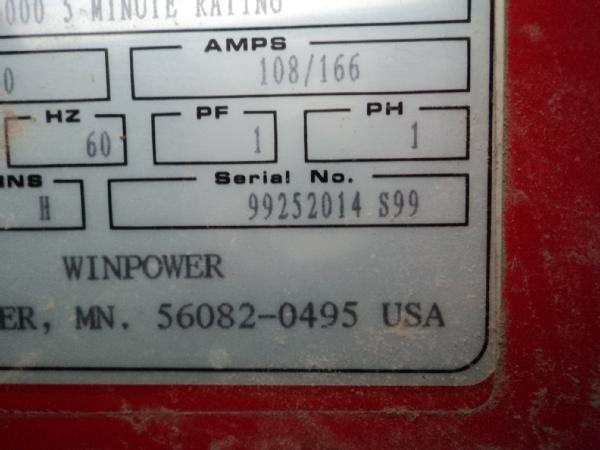 000 5 MINUTE RATING
AMPS
0 108/166
HZ PF PH
60 1 1
INS Serial No.
H 99252014 S99
WINPOWER
ER, MN. 56082-0495 USA